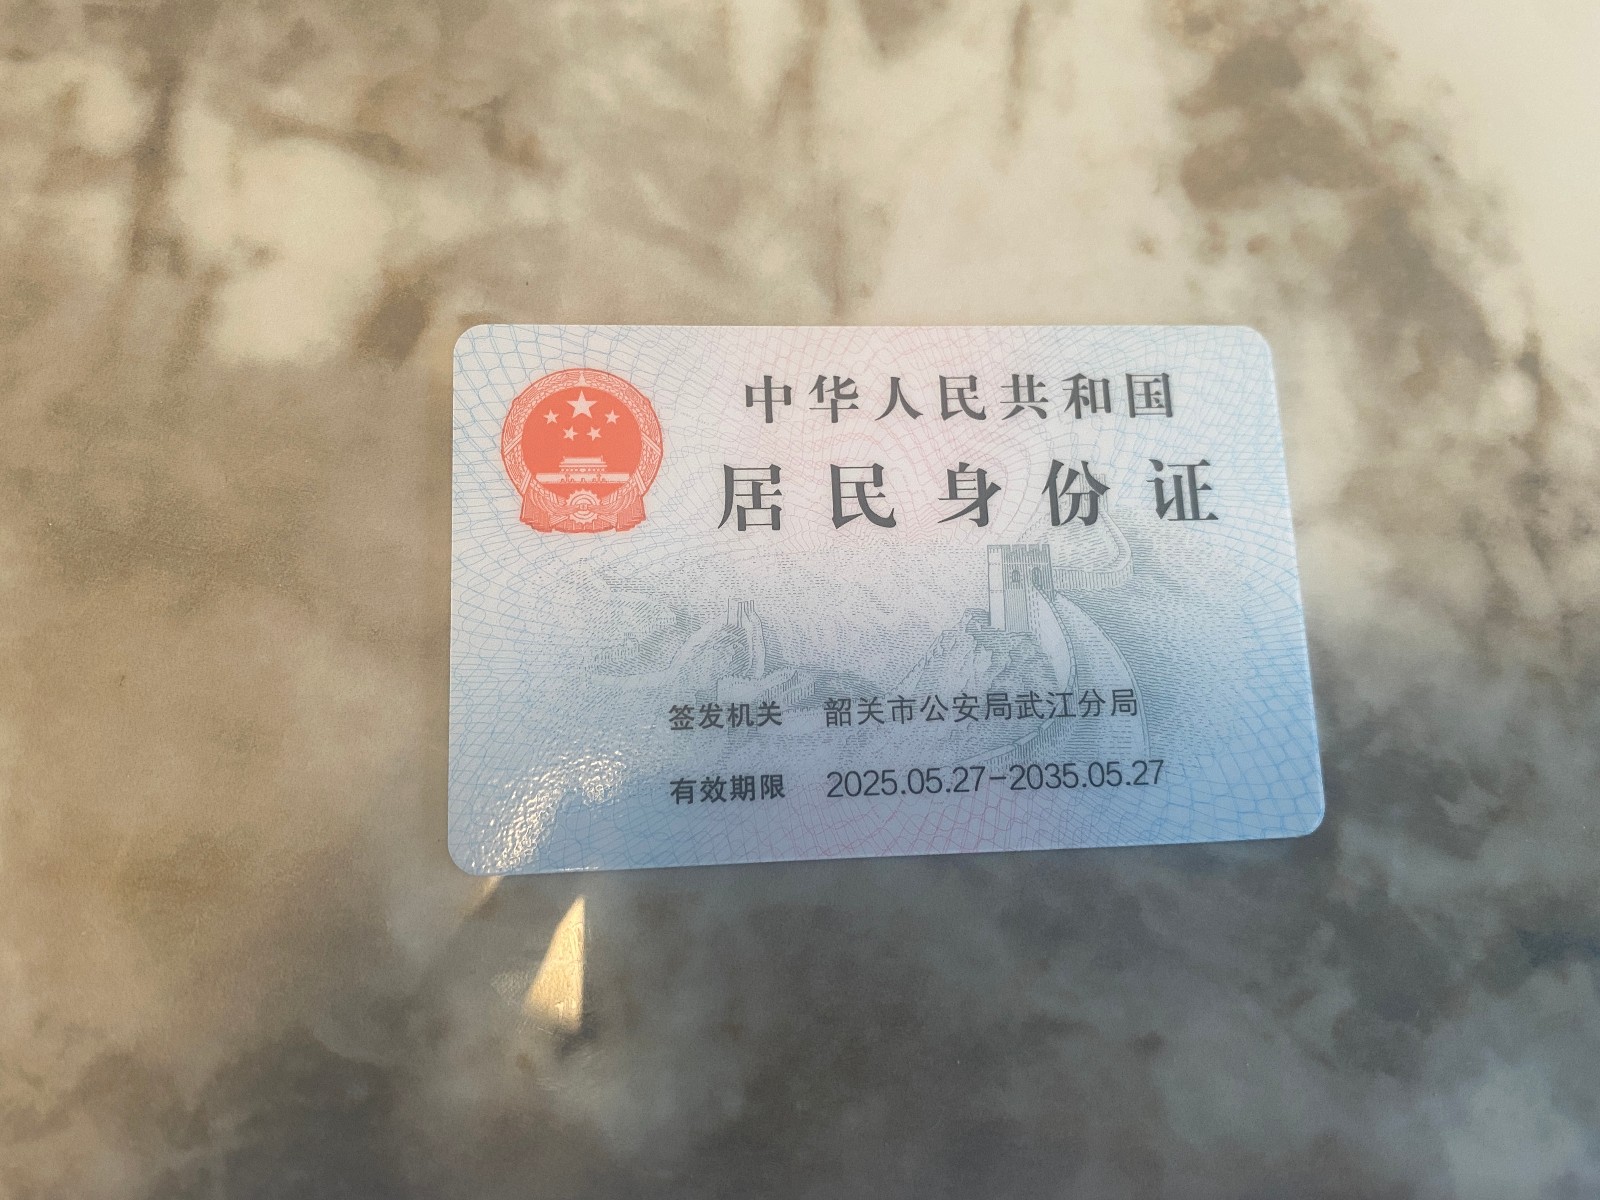 中华人民共和国
居民身份证
签发机关 韶关市公安局武江分局
有效期限 2025.05.27-2035.05.27